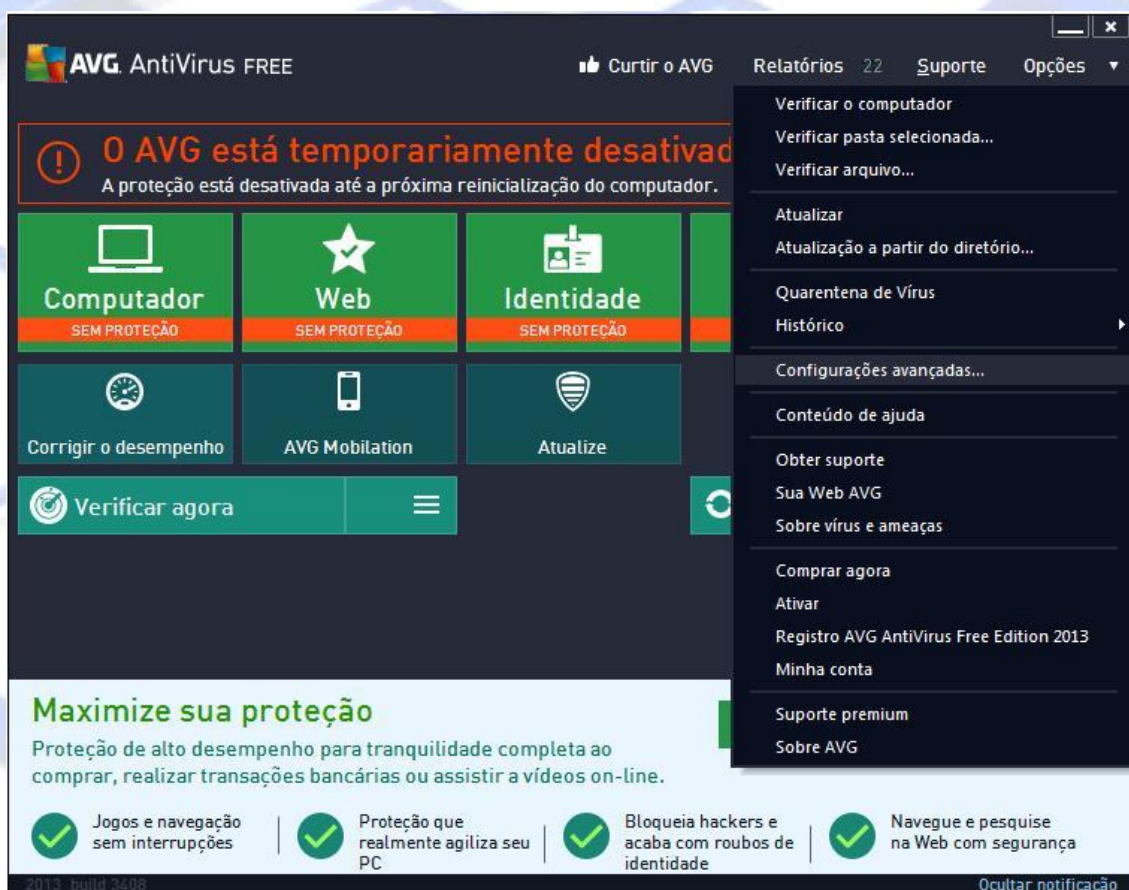 AVG. AntiVirus FREE
Curtir o AVG
Relatórios 22
Suporte
Opções
O AVG está temporariamente desativad
A proteção está desativada até a próxima reinicialização do computador.
Computador
SEM PROTEÇÃO
Web
SEM PROTEÇÃO
Identidade
SEM PROTEÇÃO
Corrigir o desempenho
AVG Mobilation
Atualize
Verificar agora
Verificar o computador
Verificar pasta selecionada...
Verificar arquivo...
Atualizar
Atualização a partir do diretório...
Quarentena de Vírus
Histórico
Configurações avançadas...
Conteúdo de ajuda
Obter suporte
Sua Web AVG
Sobre vírus e ameaças
Comprar agora
Ativar
Registro AVG AntiVirus Free Edition 2013
Minha conta
Suporte premium
Sobre AVG
Maximize sua proteção
Proteção de alto desempenho para tranquilidade completa ao
comprar, realizar transações bancárias ou assistir a vídeos on-line.
Jogos e navegação
sem interrupções
Proteção que
realmente agiliza seu
PC
Bloqueia hackers e
acaba com roubos de
identidade
Navegue e pesquise
na Web com segurança
2013 build 3408
Ocultar notificação